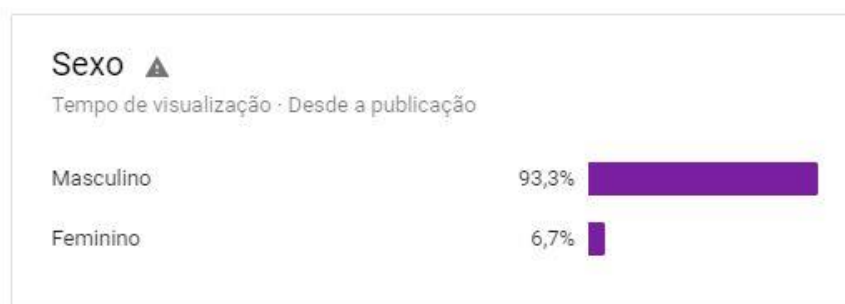 Sexo
Tempo de visualização · Desde a publicação
Masculino 93,3%
Feminino 6,7%